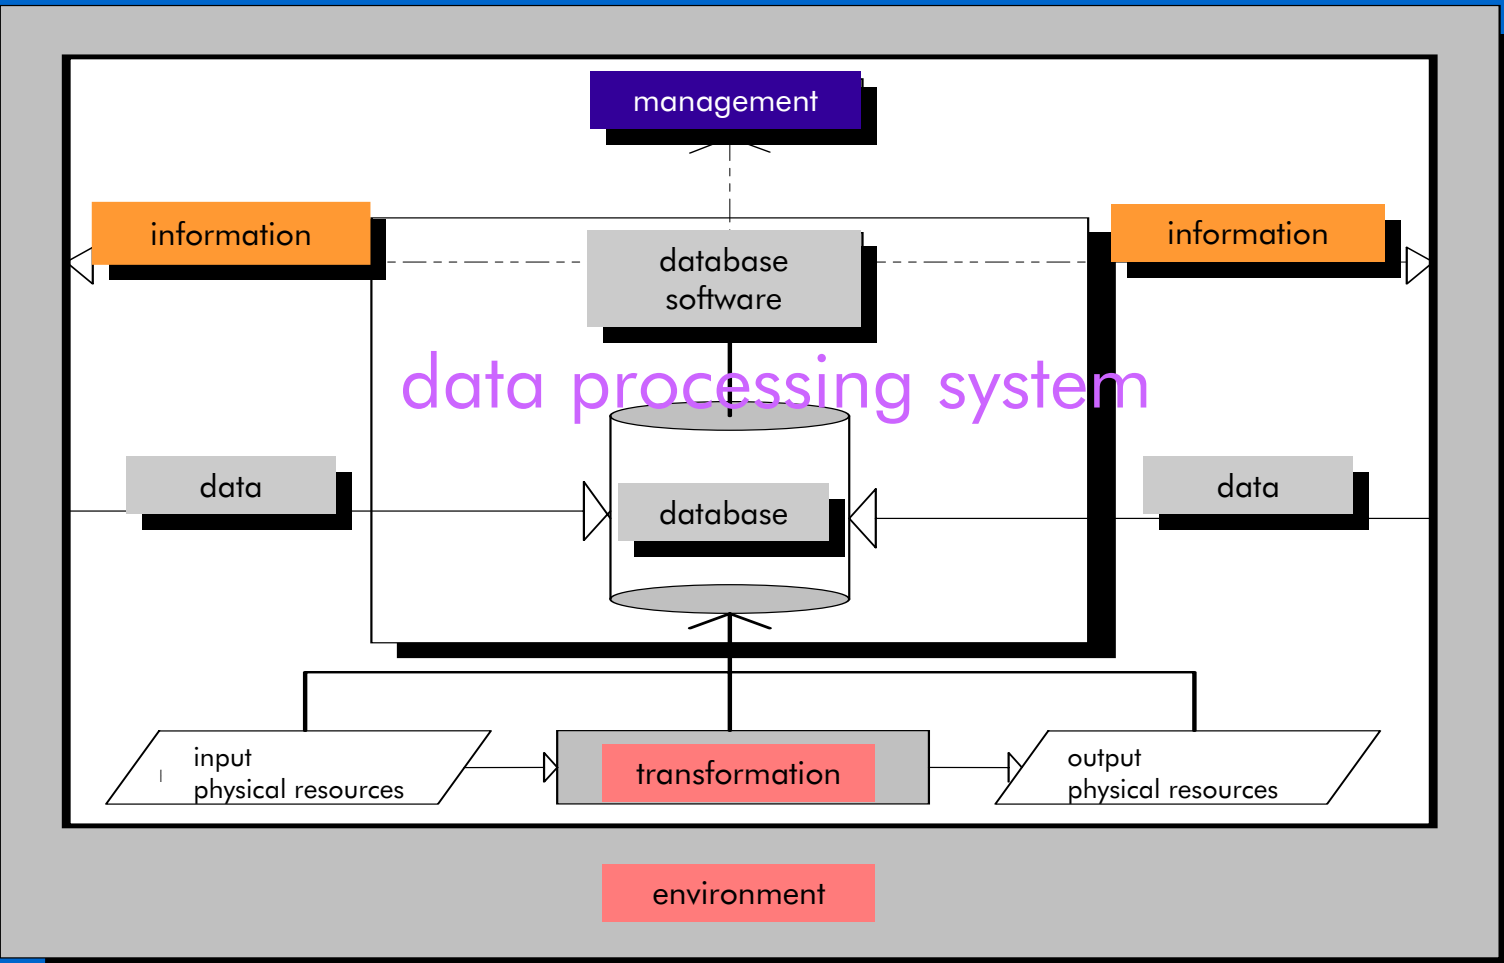 management
information
information
database
software
data processing system
data
data
database
input
physical resources
transformation
output
physical resources
environment